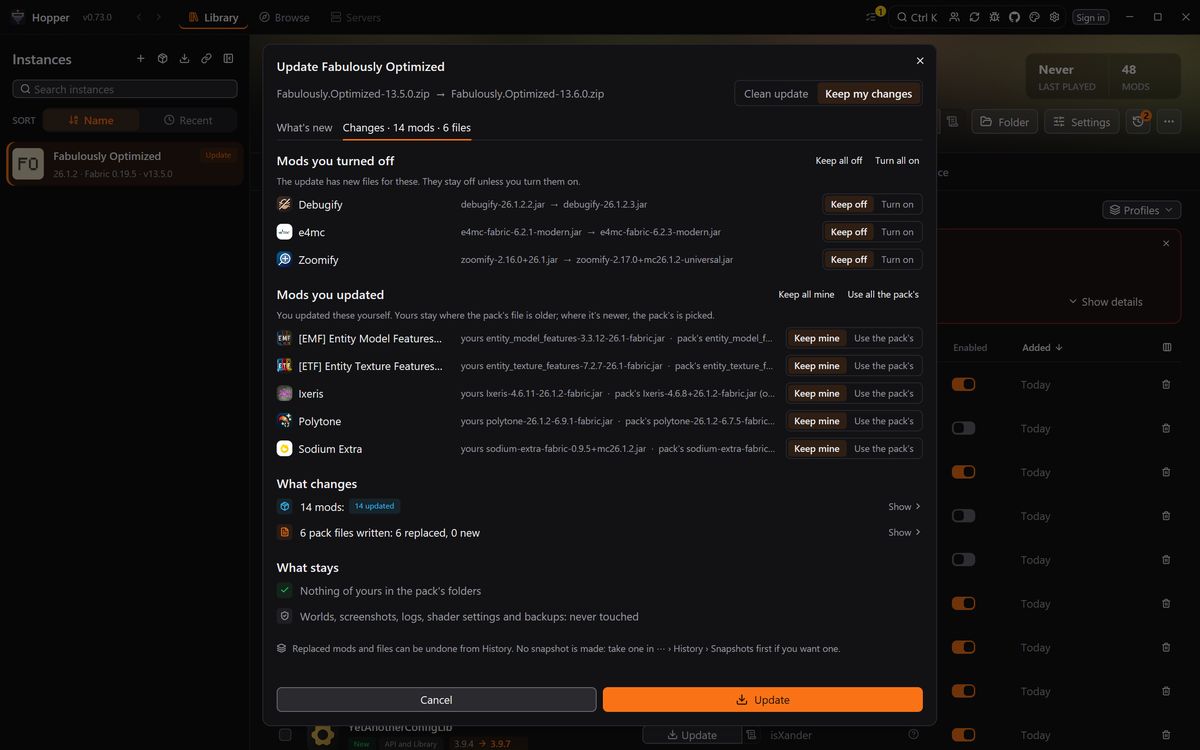 Hopper v0.73.0 Library Browse Servers 1 Ctrl K Sign in
Instances
Search instances
SORT Name Recent
FO Fabulously Optimized Update
26.1.2 · Fabric 0.19.5 · v13.5.0
Never 48
LAST PLAYED MODS
Folder Settings 2
Profiles
Show details
Enabled Added
Today
Today
Today
Today
Today
Today
Today
Today
Today
Update Fabulously Optimized
Fabulously.Optimized-13.5.0.zip → Fabulously.Optimized-13.6.0.zip Clean update Keep my changes
What's new Changes · 14 mods · 6 files
Mods you turned off Keep all off Turn all on
The update has new files for these. They stay off unless you turn them on.
Debugify debugify-26.1.2.2.jar → debugify-26.1.2.3.jar Keep off Turn on
e4mc e4mc-fabric-6.2.1-modern.jar → e4mc-fabric-6.2.3-modern.jar Keep off Turn on
Zoomify zoomify-2.16.0+26.1.jar → zoomify-2.17.0+mc26.1.2-universal.jar Keep off Turn on
Mods you updated Keep all mine Use all the pack's
You updated these yourself. Yours stay where the pack's file is older; where it's newer, the pack's is picked.
EMF [EMF] Entity Model Features... yours entity_model_features-3.3.12-26.1-fabric.jar · pack's entity_model_f... Keep mine Use the pack's
ETF [ETF] Entity Texture Features... yours entity_texture_features-7.2.7-26.1-fabric.jar · pack's entity_texture_f... Keep mine Use the pack's
Ixeris yours Ixeris-4.6.11-26.1.2-fabric.jar · pack's Ixeris-4.6.8+26.1.2-fabric.jar (o... Keep mine Use the pack's
Polytone yours polytone-26.1.2-6.9.1-fabric.jar · pack's polytone-26.1.2-6.7.5-fabric... Keep mine Use the pack's
Sodium Extra yours sodium-extra-fabric-0.9.5+mc26.1.2.jar · pack's sodium-extra-fabric... Keep mine Use the pack's
What changes
14 mods: 14 updated Show
6 pack files written: 6 replaced, 0 new Show
What stays
Nothing of yours in the pack's folders
Worlds, screenshots, logs, shader settings and backups: never touched
Replaced mods and files can be undone from History. No snapshot is made: take one in ··· › History › Snapshots first if you want one.
Cancel Update
YetAnotherConfigLib
New API and Library 3.9.4 → 3.9.7 Update isXander